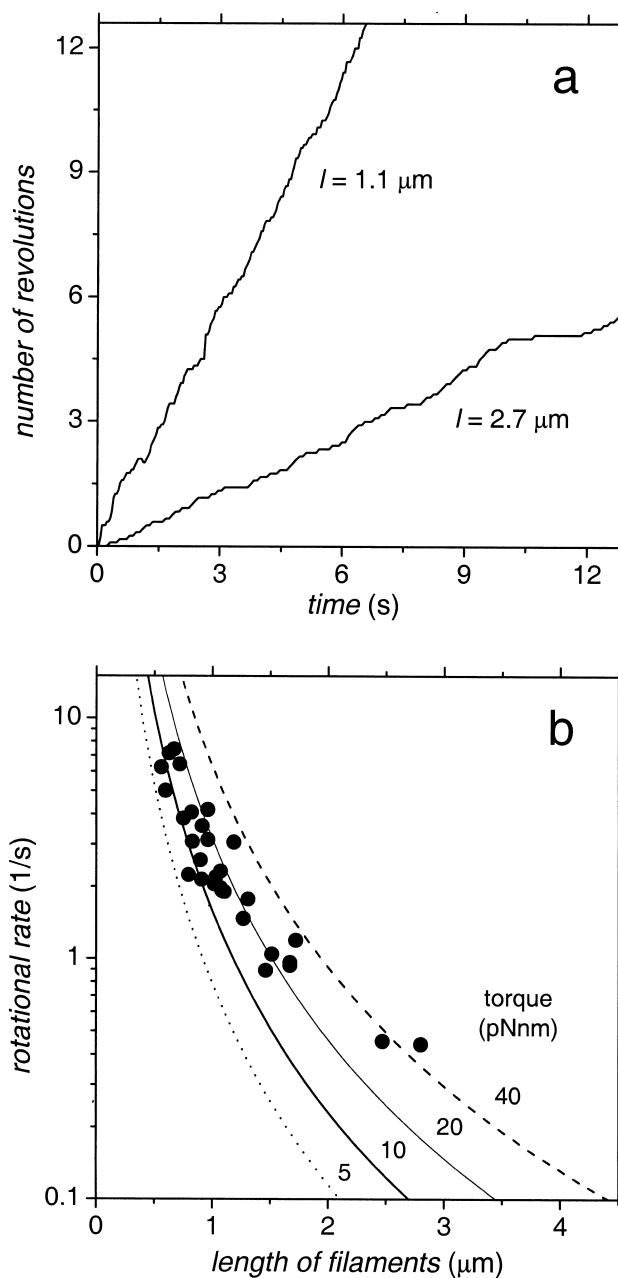 a
12
9
6
3
0
number of revolutions
l = 1.1 μm
l = 2.7 μm
0 3 6 9 12
time (s)
b
10
1
0.1
rotational rate (1/s)
torque
(pNnm)
40
20
10
5
0 1 2 3 4
length of filaments (μm)